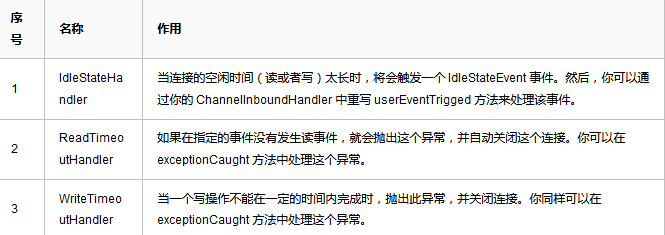 序
号
名称
作用
1
IdleStateHa
ndler
当连接的空闲时间（读或者写）太长时，将会触发一个 IdleStateEvent 事件。然后，你可以通
过你的 ChannelInboundHandler 中重写 userEventTrigged 方法来处理该事件。
2
ReadTimeo
utHandler
如果在指定的事件没有发生读事件，就会抛出这个异常，并自动关闭这个连接。你可以在
exceptionCaught 方法中处理这个异常。
3
WriteTimeo
utHandler
当一个写操作不能在一定的时间内完成时，抛出此异常，并关闭连接。你同样可以在
exceptionCaught 方法中处理这个异常。